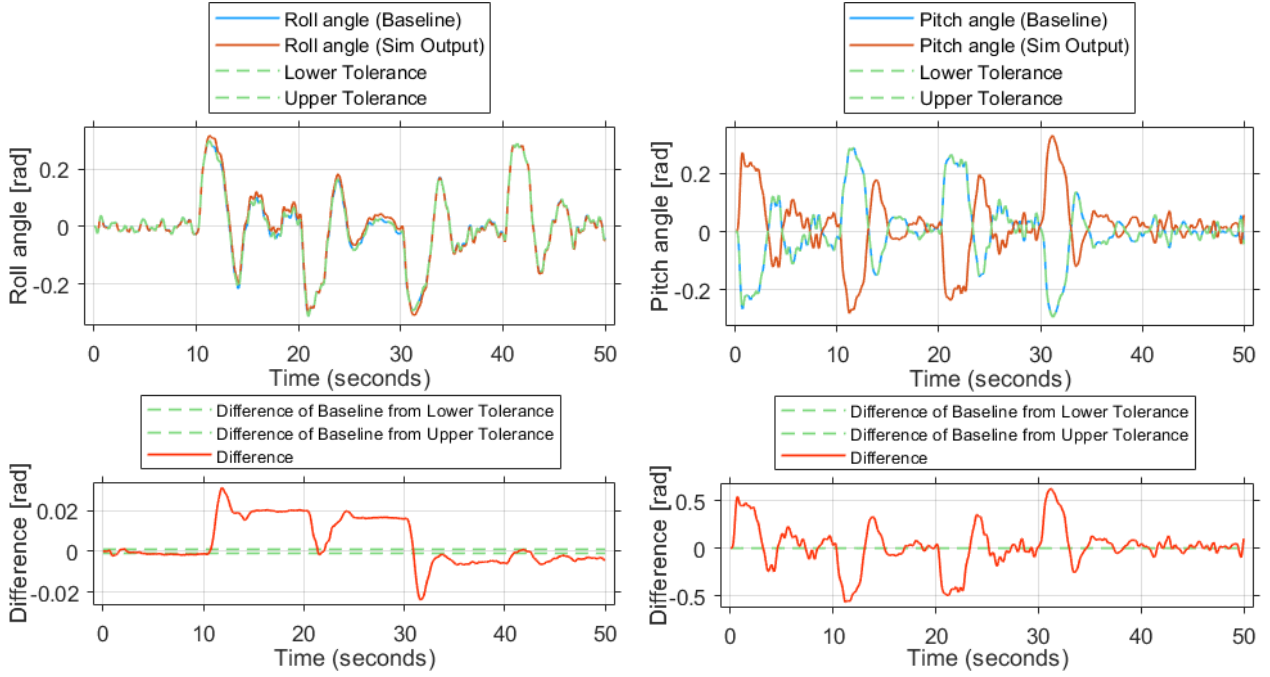 Roll angle (Baseline)
Roll angle (Sim Output)
Lower Tolerance
Upper Tolerance
Roll angle [rad]
0.2
0
-0.2
0
10
20
30
40
50
Time (seconds)
Difference of Baseline from Lower Tolerance
Difference of Baseline from Upper Tolerance
Difference
Difference [rad]
0.02
0
-0.02
0
10
20
30
40
50
Time (seconds)
Pitch angle (Baseline)
Pitch angle (Sim Output)
Lower Tolerance
Upper Tolerance
Pitch angle [rad]
0.2
0
-0.2
0
10
20
30
40
50
Time (seconds)
Difference of Baseline from Lower Tolerance
Difference of Baseline from Upper Tolerance
Difference
Difference [rad]
0.5
0
-0.5
0
10
20
30
40
50
Time (seconds)